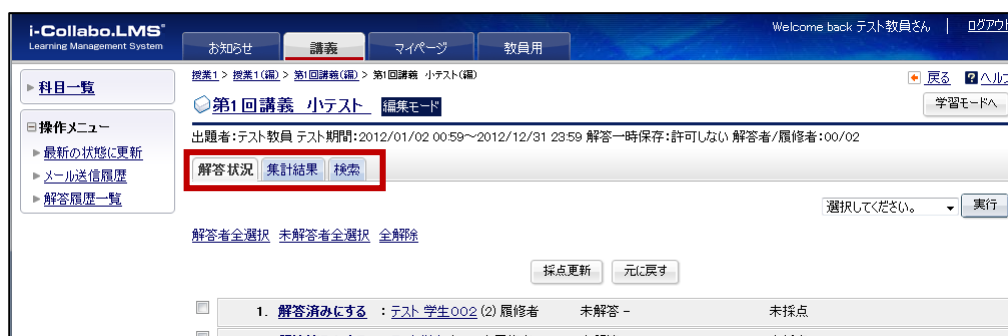 i-Collabo.LMS
Learning Management System
Welcome back テスト教員さん | ログアウ
お知らせ 講義 マイページ 教員用
科目一覧
操作メニュー
最新の状態に更新
メール送信履歴
解答履歴一覧
授業1 > 授業1(編) > 第1回講義(編) > 第1回講義 小テスト(編)
戻る ヘル
第1回講義 小テスト 編集モード
学習モードへ
出題者：テスト教員 テスト期間：2012/01/02 00:59～2012/12/31 23:59 解答一時保存：許可しない 解答者/履修者：00/02
解答状況 集計結果 検索
選択してください。 実行
解答者全選択 未解答者全選択 全解除
採点更新 元に戻す
1. 解答済みにする ：テスト 学生002 (2) 履修者 未解答 - 未採点